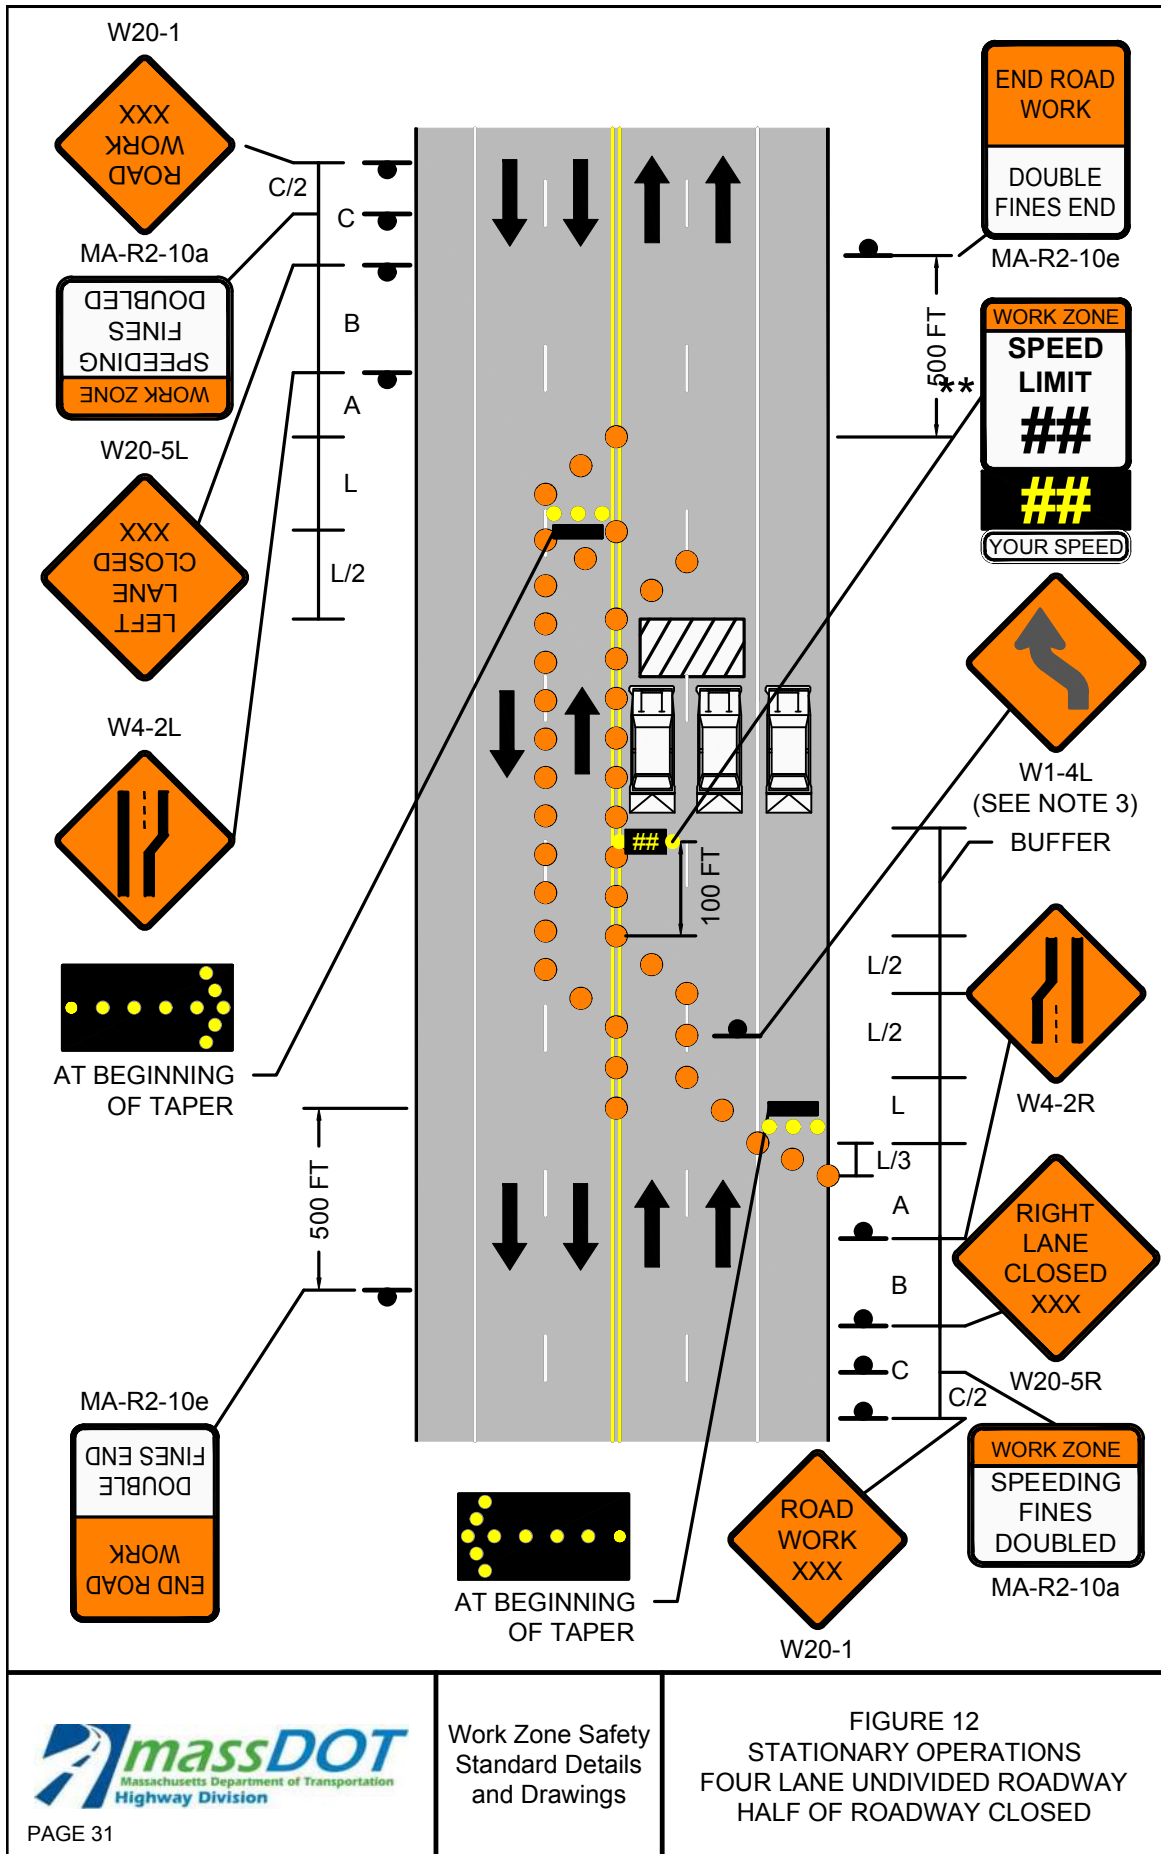 W20-1
ROAD
WORK
XXX
C/2
C
MA-R2-10a
WORK ZONE
SPEEDING
FINES
DOUBLED
B
A
W20-5L
LEFT
LANE
CLOSED
XXX
L
L/2
W4-2L
AT BEGINNING
OF TAPER
500 FT
MA-R2-10e
END ROAD
WORK
DOUBLE
FINES END
END ROAD
WORK
DOUBLE
FINES END
MA-R2-10e
500 FT
**
WORK ZONE
SPEED
LIMIT
##
##
YOUR SPEED
W1-4L
(SEE NOTE 3)
BUFFER
##
100 FT
L/2
L/2
L
W4-2R
L/3
A
RIGHT
LANE
CLOSED
XXX
B
C
W20-5R
C/2
WORK ZONE
SPEEDING
FINES
DOUBLED
MA-R2-10a
ROAD
WORK
XXX
W20-1
AT BEGINNING
OF TAPER
massDOT
Massachusetts Department of Transportation
Highway Division
PAGE 31
Work Zone Safety
Standard Details
and Drawings
FIGURE 12
STATIONARY OPERATIONS
FOUR LANE UNDIVIDED ROADWAY
HALF OF ROADWAY CLOSED